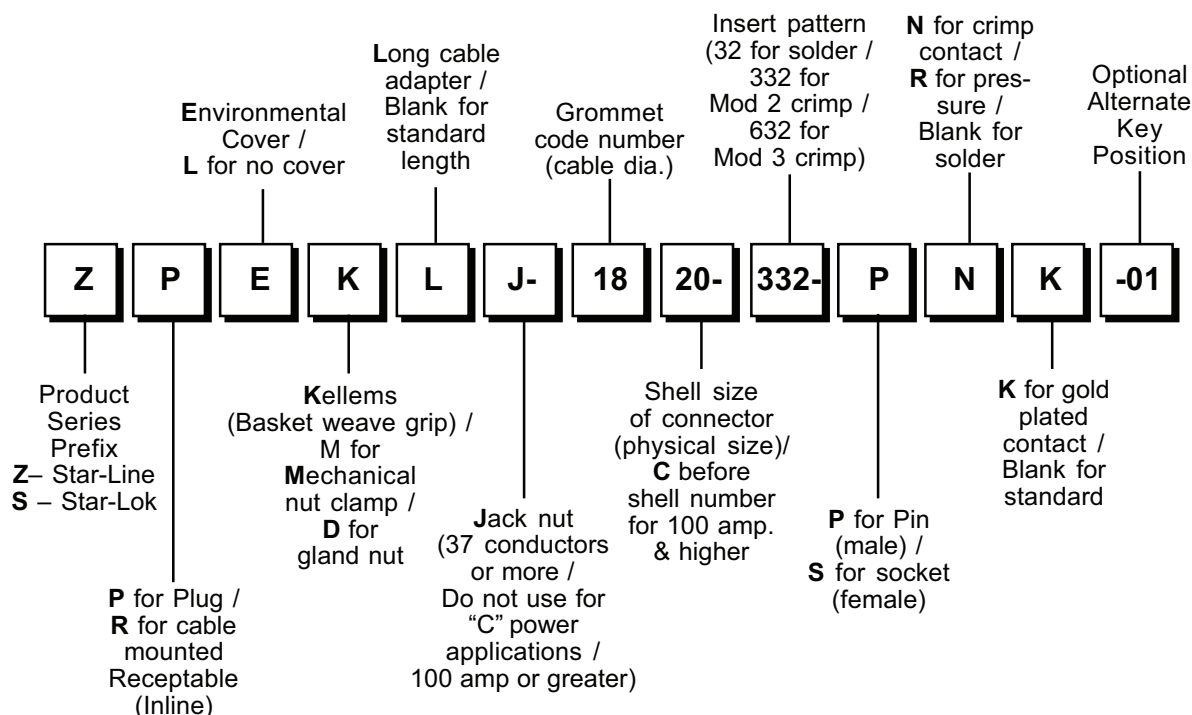 Environmental
Cover /
L for no cover
Long cable
adapter /
Blank for
standard
length
Grommet
code number
(cable dia.)
Insert pattern
(32 for solder /
332 for
Mod 2 crimp /
632 for
Mod 3 crimp)
N for crimp
contact /
R for pres-
sure /
Blank for
solder
Optional
Alternate
Key
Position
Z P E K L J- 18 20- 332- P N K -01
Product
Series
Prefix
Z– Star-Line
S – Star-Lok
P for Plug /
R for cable
mounted
Receptable
(Inline)
Kellems
(Basket weave grip) /
M for
Mechanical
nut clamp /
D for
gland nut
Jack nut
(37 conductors
or more /
Do not use for
“C” power
applications /
100 amp or greater)
Shell size
of connector
(physical size)/
C before
shell number
for 100 amp.
& higher
P for Pin
(male) /
S for socket
(female)
K for gold
plated
contact /
Blank for
standard